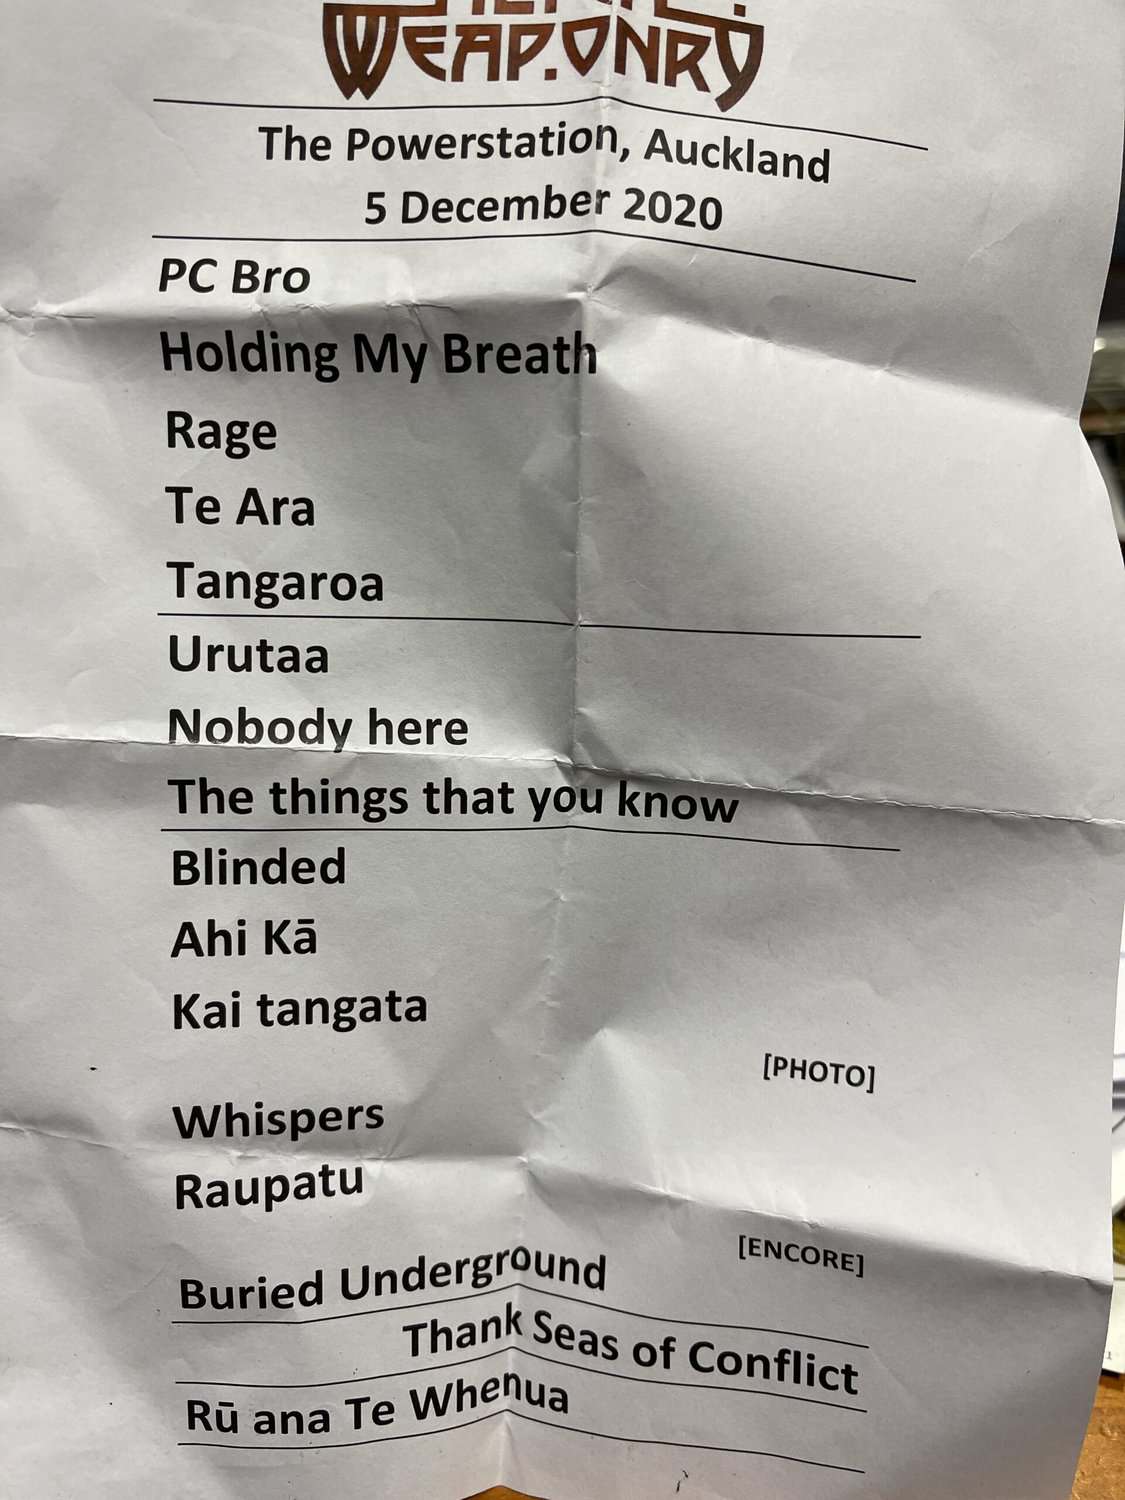 WEAPONRY
The Powerstation, Auckland
5 December 2020
PC Bro
Holding My Breath
Rage
Te Ara
Tangaroa
Urutaa
Nobody here
The things that you know
Blinded
Ahi Kā
Kai tangata
[PHOTO]
Whispers
Raupatu
[ENCORE]
Buried Underground
Thank Seas of Conflict
Rū ana Te Whenua